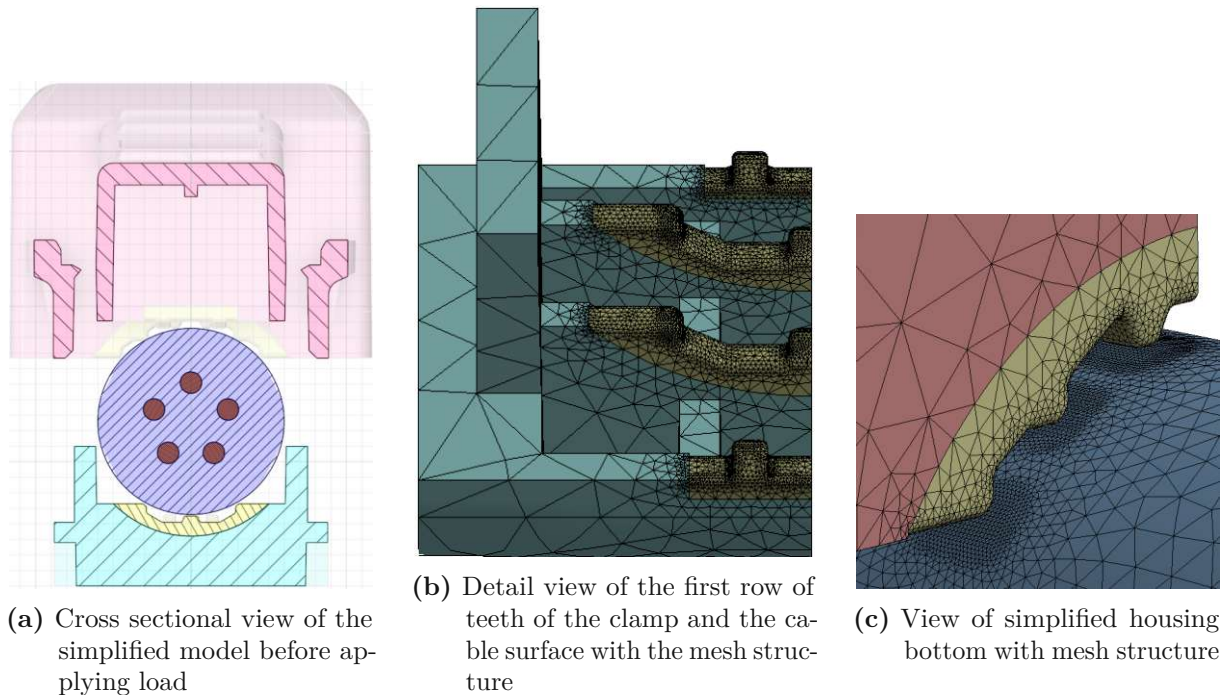 (a) Cross sectional view of the
simplified model before ap-
plying load
(b) Detail view of the first row of
teeth of the clamp and the ca-
ble surface with the mesh struc-
ture
(c) View of simplified housing
bottom with mesh structure